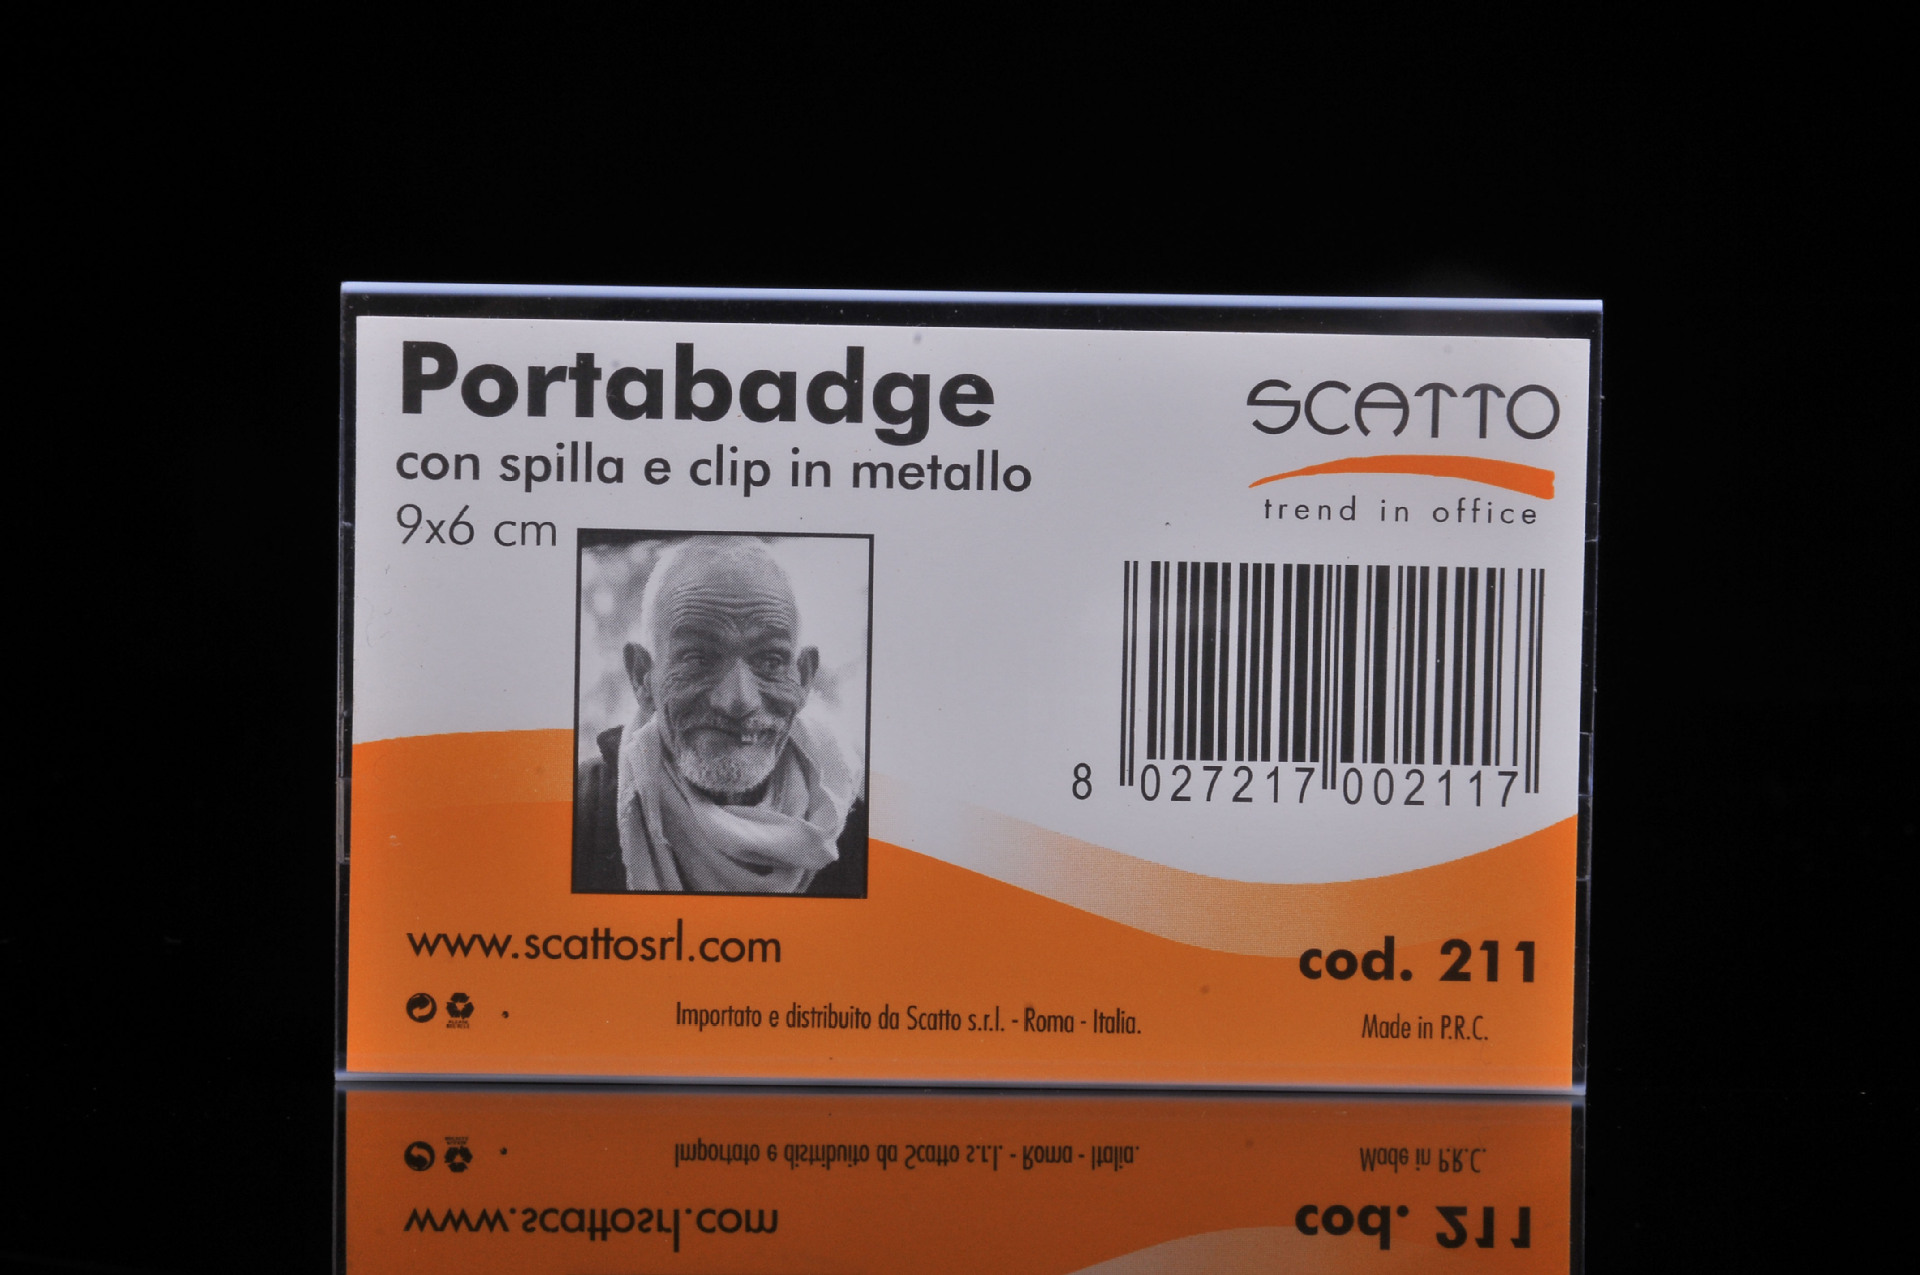 Portabadge
con spilla e clip in metallo
9x6 cm
SCATTO
trend in office
8 027217 002117
www.scattosrl.com
cod. 211
Importato e distribuito da Scatto s.r.l. - Roma - Italia.
Made in P.R.C.